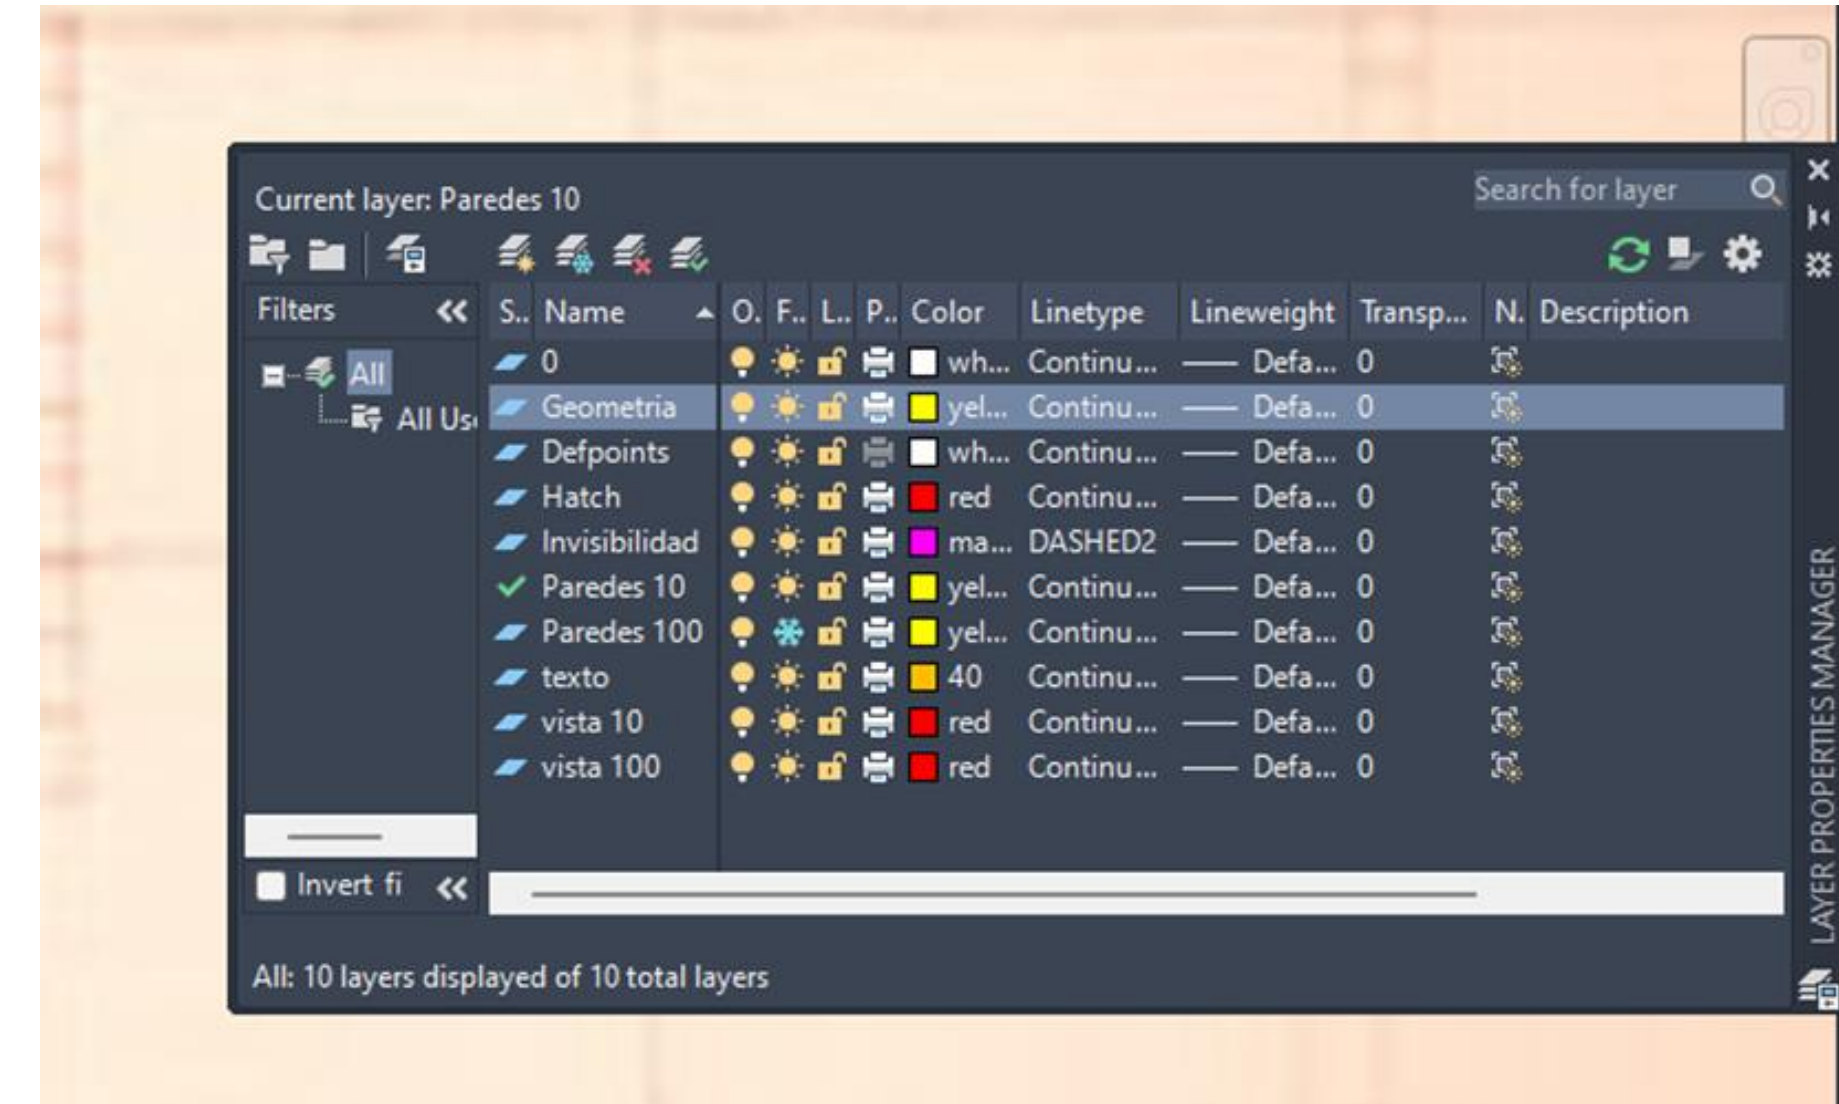 Current layer: Paredes 10
Search for layer
Filters
S.. Name O. F.. L.. P.. Color Linetype Lineweight Transp... N. Description
All
All Use
0 wh... Continu... Defa... 0
Geometria yel... Continu... Defa... 0
Defpoints wh... Continu... Defa... 0
Hatch red Continu... Defa... 0
Invisibilidad ma... DASHED2 Defa... 0
Paredes 10 yel... Continu... Defa... 0
Paredes 100 yel... Continu... Defa... 0
texto 40 Continu... Defa... 0
vista 10 red Continu... Defa... 0
vista 100 red Continu... Defa... 0
Invert fi
All: 10 layers displayed of 10 total layers
LAYER PROPERTIES MANAGER